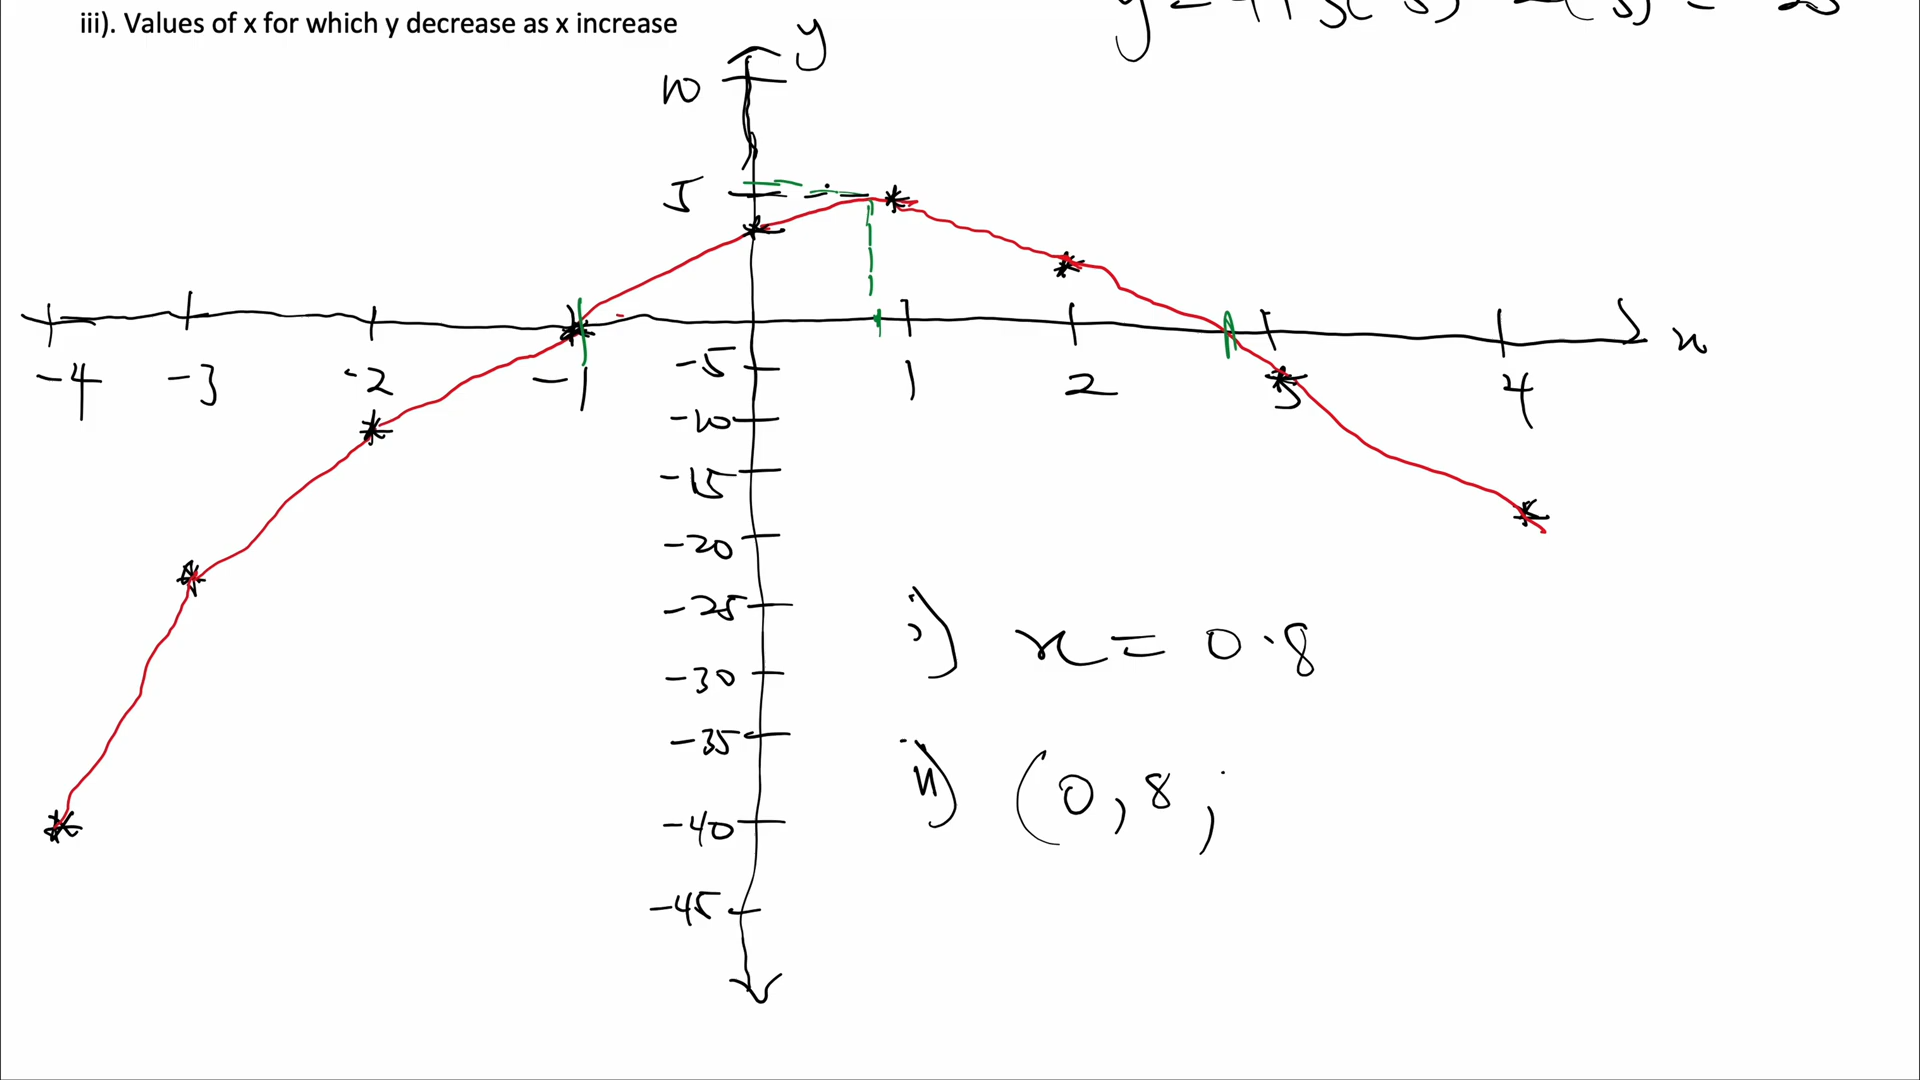 iii). Values of x for which y decrease as x increase
y
10
5
-4 -3 -2 -1 1 2 3 4 x
-5
-10
-15
-20
-25
-30
-35
-40
-45
i) x = 0.8
ii) (0,8;